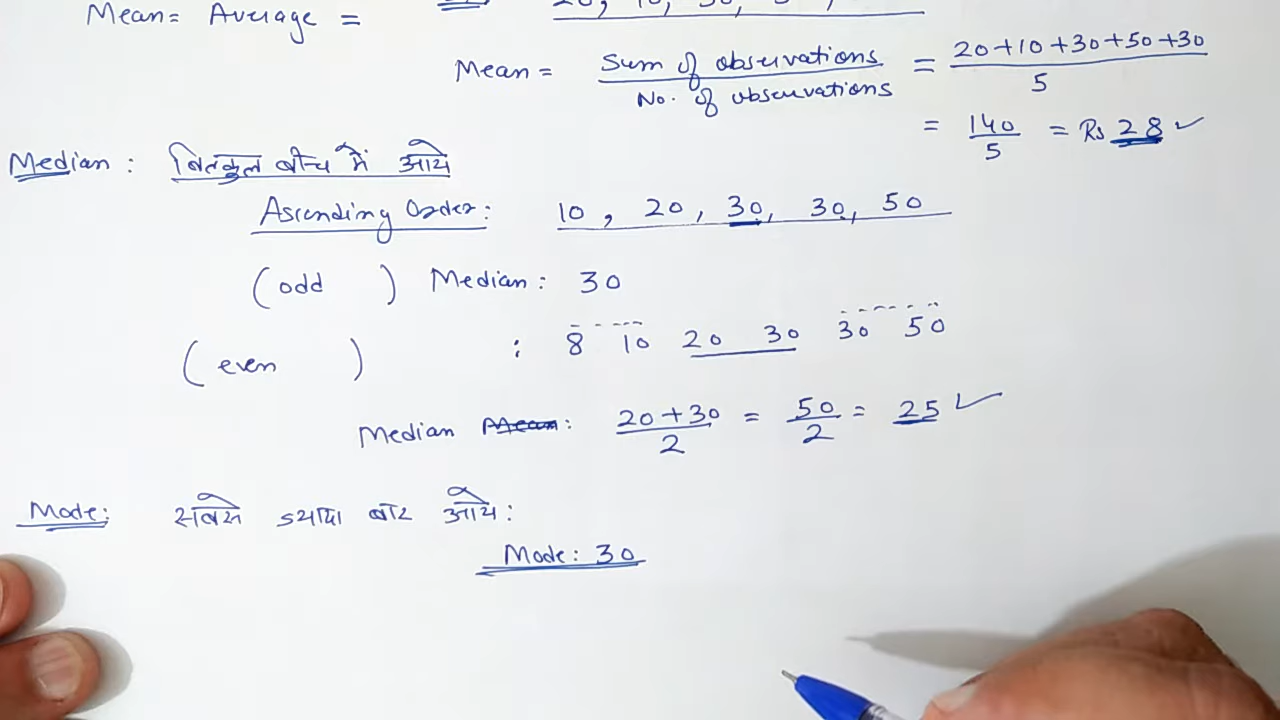 Mean = Average =
Mean = Sum of observations / No. of observations = 20+10+30+50+30 / 5
= 140 / 5 = Rs 28 ✓
Median : बिलकुल बीच में आये
Ascending Order: 10, 20, 30, 30, 50
(odd ) Median: 30
(even ) : 8 10 20 30 30 50
Median Mean: 20+30 / 2 = 50 / 2 = 25 ✓
Mode: सबसे ज्यादा बार आये:
Mode: 30